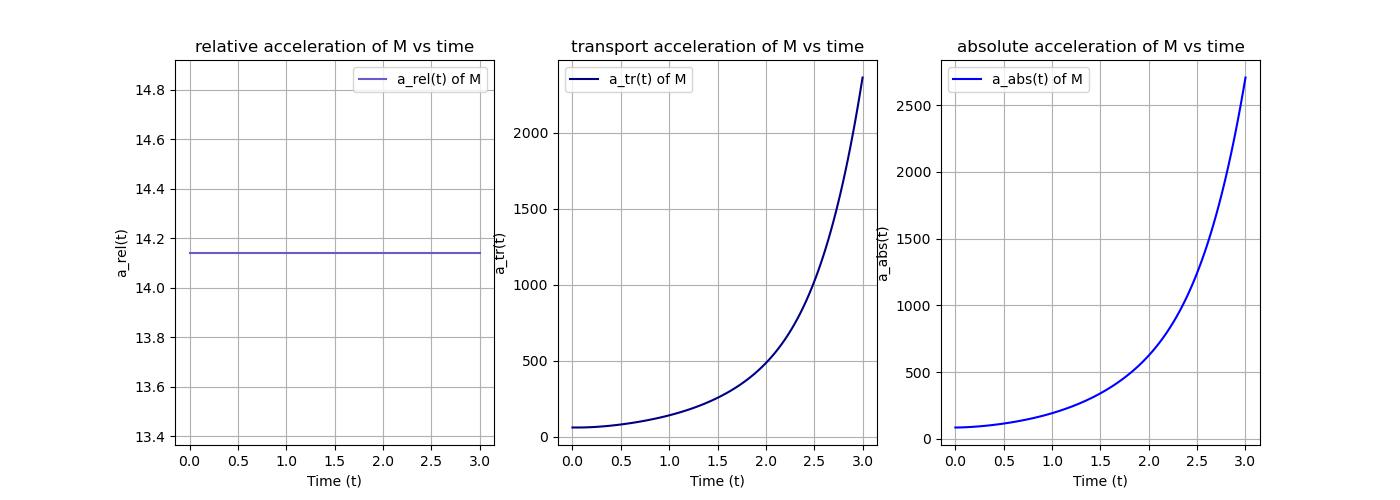 relative acceleration of M vs time
a_rel(t) of M
14.8
14.6
14.4
14.2
14.0
13.8
13.6
13.4
a_rel(t)
0.0 0.5 1.0 1.5 2.0 2.5 3.0
Time (t)
transport acceleration of M vs time
a_tr(t) of M
2000
1500
1000
500
0
a_tr(t)
0.0 0.5 1.0 1.5 2.0 2.5 3.0
Time (t)
absolute acceleration of M vs time
a_abs(t) of M
2500
2000
1500
1000
500
0
a_abs(t)
0.0 0.5 1.0 1.5 2.0 2.5 3.0
Time (t)